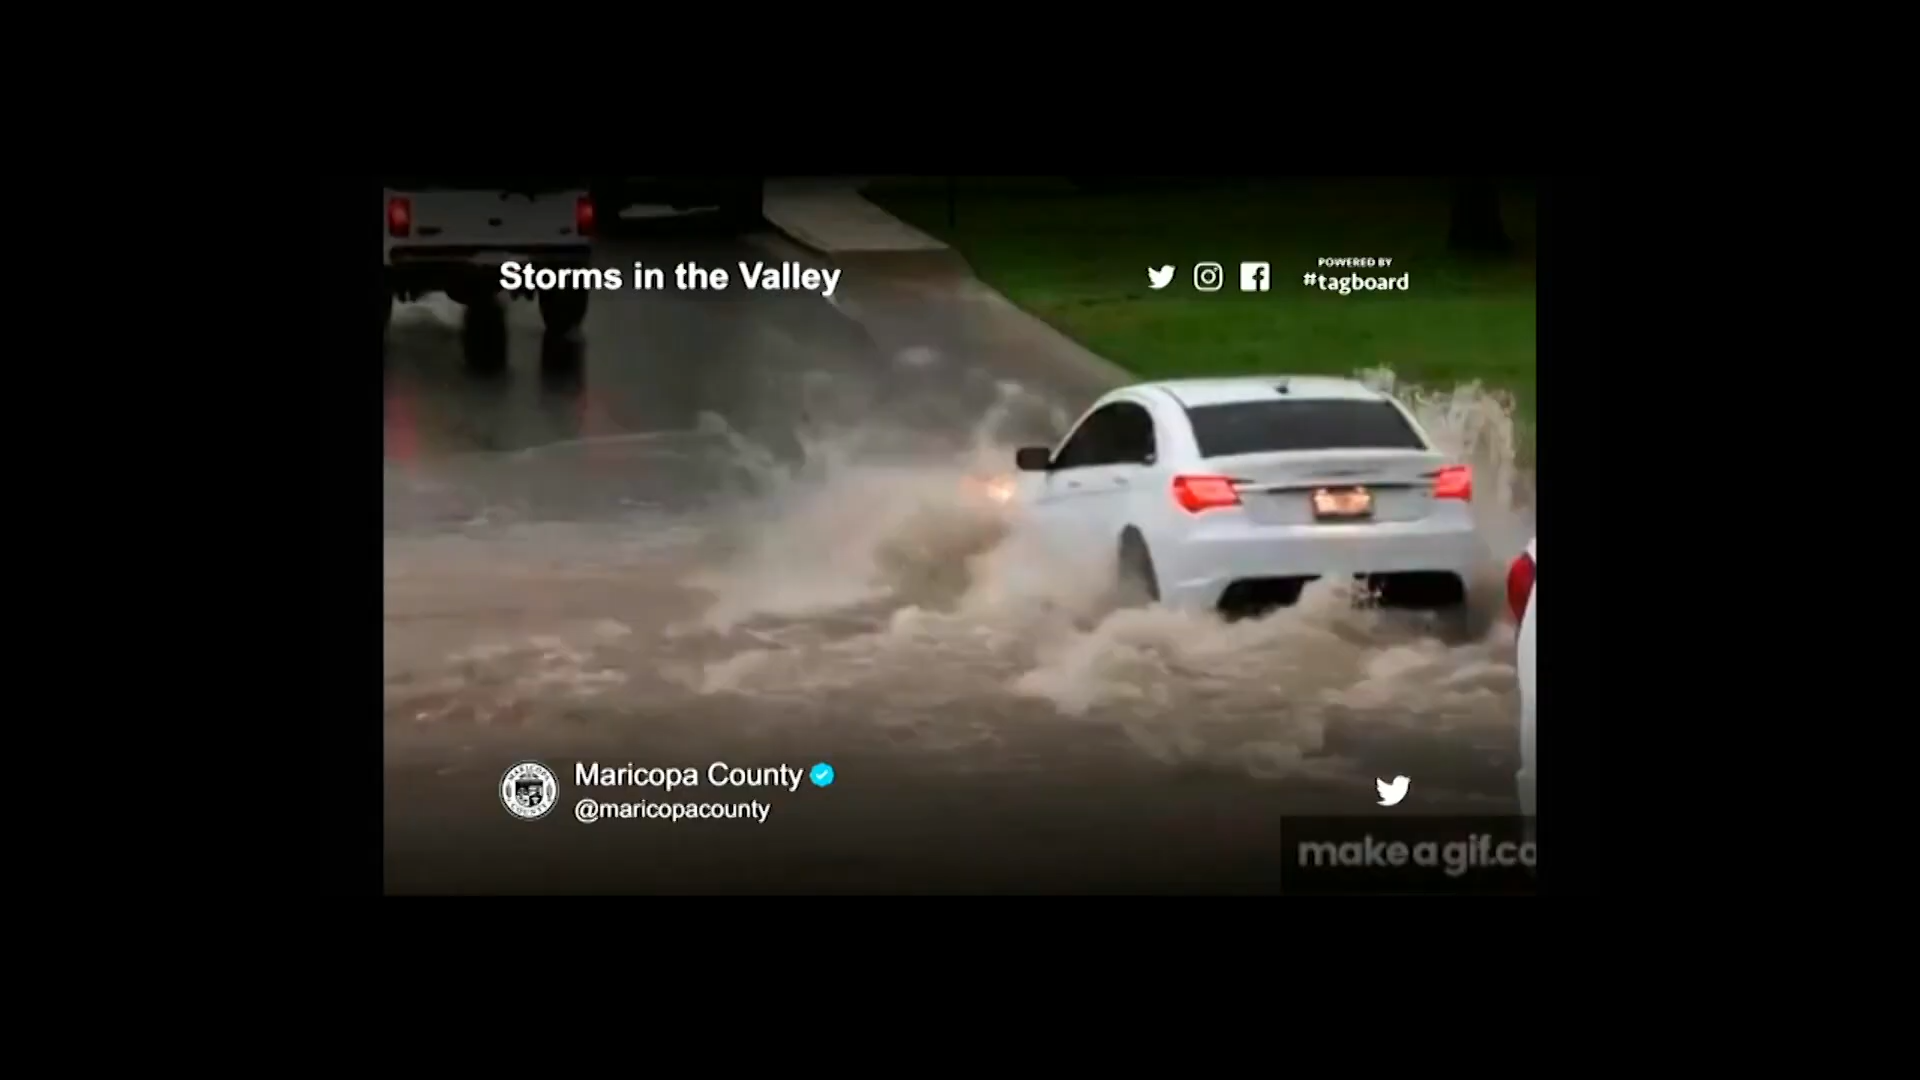 Storms in the Valley
POWERED BY
#tagboard
Maricopa County
@maricopacounty
makeagif.co